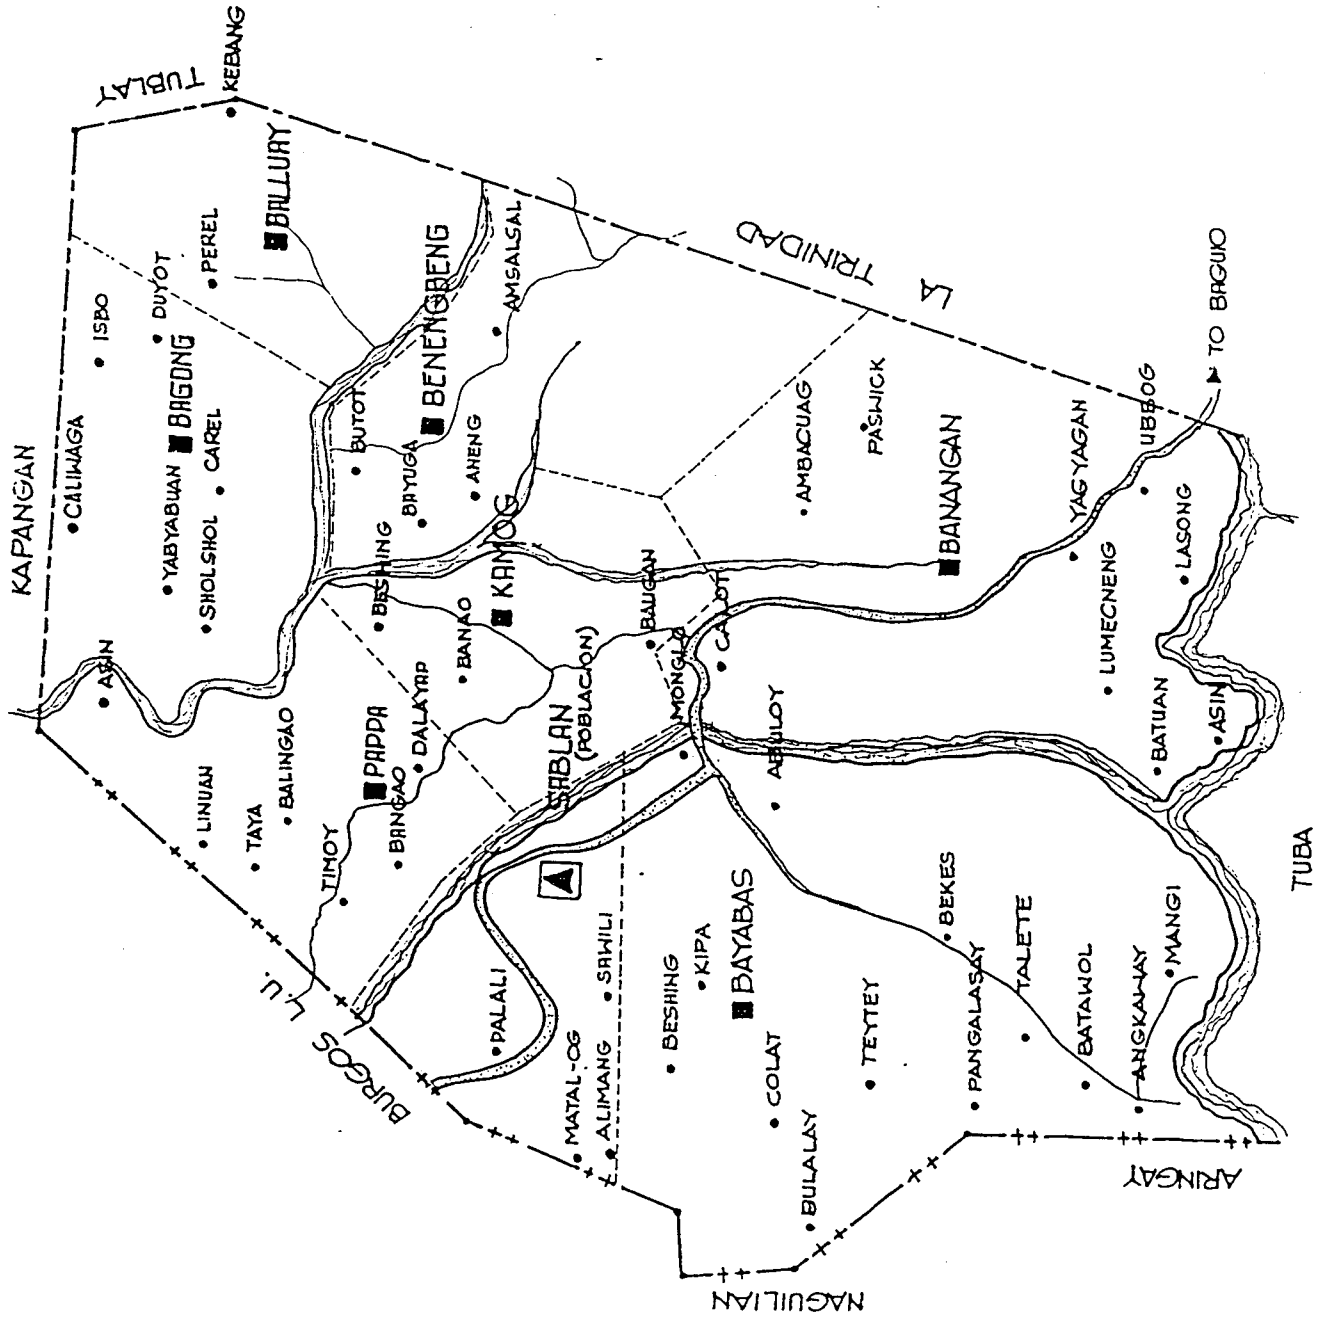 KAPANGAN
TUBLAY
KEBANG
CALIWAGA
ISBO
DUYOT
PEREL
BALLUAY
YABYABUAN
BAGONG
SHOLSHOL
CAREL
ASIN
BUTOT
BENENGBENG
AMSALSAL
BAYUGA
AHENG
BESHING
KAMOG
BANAO
LINUAN
TAYA
BALINGAO
PAPPA
DALAYAP
BANGAO
TIMOY
BURGOS L.U.
SABLAN
(POBLACION)
BAUGAN
MONGLO
CALOT
LA
TRINIDAD
AMBACUAG
PASWICK
BANANGAN
YAGYAGAN
UBBOG
TO BAGUIO
LASONG
LUMECNENG
BATUAN
ASIN
ABULOY
PALALI
SAWILI
MATAL-OG
ALIMANG
BESHING
KIPA
BAYABAS
COLAT
BULALAY
TEYTEY
BEKES
PANGALASAY
TALETE
BATAWOL
ANGKAWAY
MANGI
TUBA
ARINGAY
NAGUILIAN